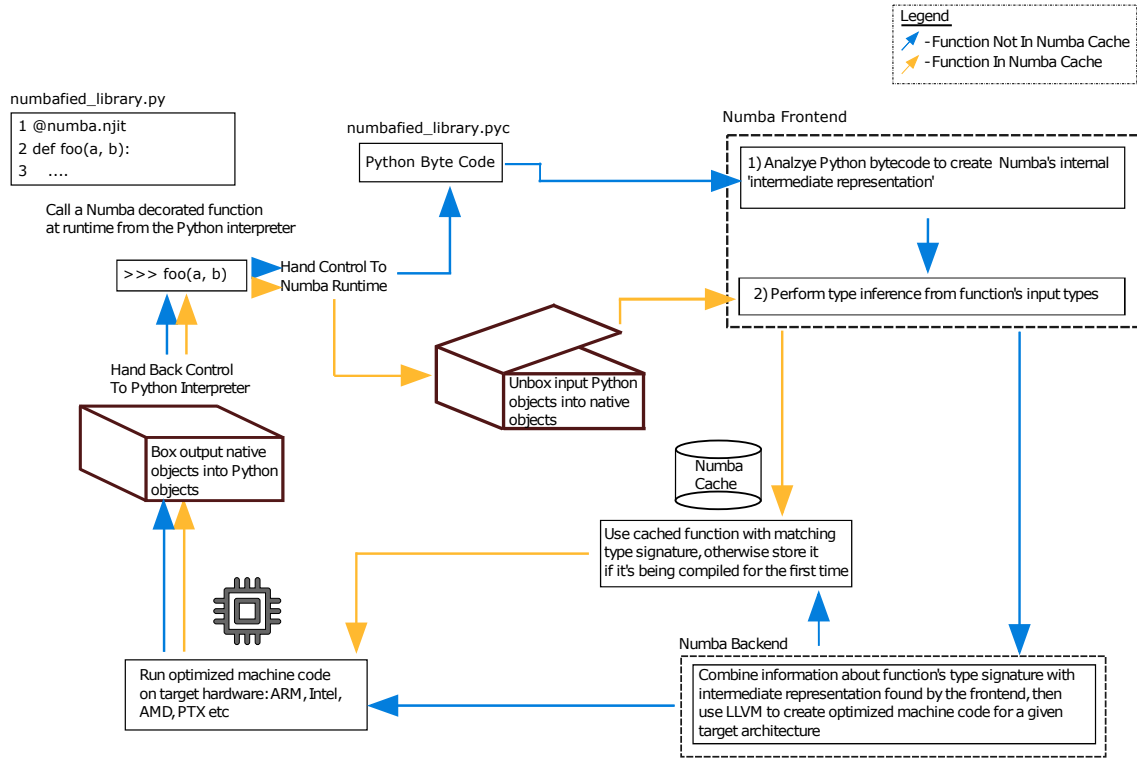 Legend
- Function Not In Numba Cache
- Function In Numba Cache
numbafied_library.py
1 @numba.njit
2 def foo(a, b):
3 ....
numbafied_library.pyc
Python Byte Code
Numba Frontend
1) Analzye Python bytecode to create Numba's internal
'intermediate representation'
Call a Numba decorated function
at runtime from the Python interpreter
>>> foo(a, b)
Hand Control To
Numba Runtime
2) Perform type inference from function's input types
Hand Back Control
To Python Interpreter
Unbox input Python
objects into native
objects
Box output native
objects into Python
objects
Numba
Cache
Use cached function with matching
type signature, otherwise store it
if it's being compiled for the first time
Numba Backend
Run optimized machine code
on target hardware: ARM, Intel,
AMD, PTX etc
Combine information about function's type signature with
intermediate representation found by the frontend, then
use LLVM to create optimized machine code for a given
target architecture